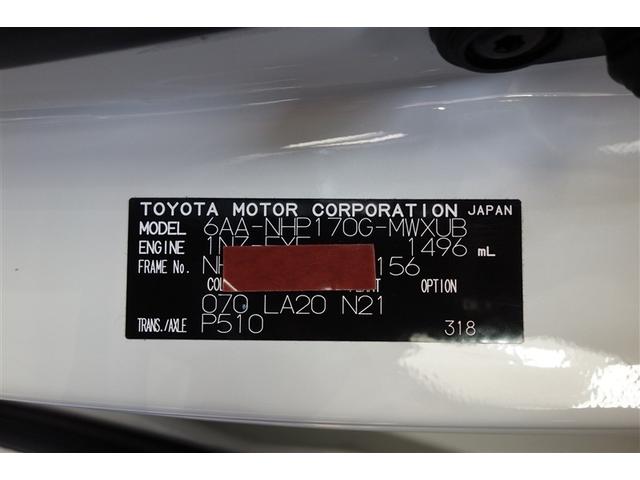 TOYOTA MOTOR CORPORATION JAPAN
MODEL 6AA-NHP170G-MWXUB
ENGINE 1496 mL
FRAME No. NH 156
OPTION
070 LA20 N21
TRANS./AXLE P510 318